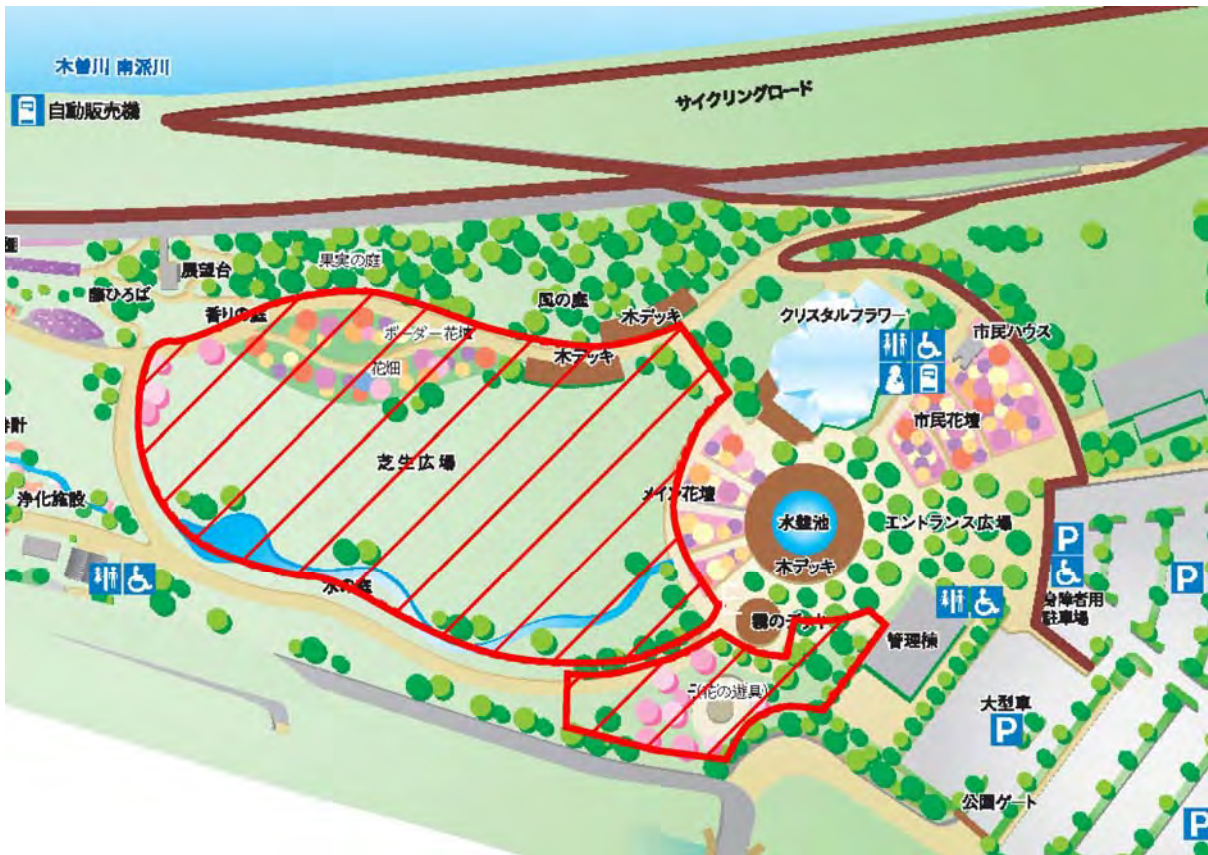 木曽川 南派川
自動販売機
サイクリングロード
展望台
果実の庭
藤ひろば
香りの庭
風の庭
木デッキ
ボーダー花壇
木デッキ
花畑
クリスタルフラワー
市民ハウス
市民花壇
芝生広場
メイン花壇
水盤池
エントランス広場
木デッキ
浄化施設
水の庭
霧のデッキ
管理棟
身障者用
駐車場
P
P
(花の遊具)
大型車
P
公園ゲート
P